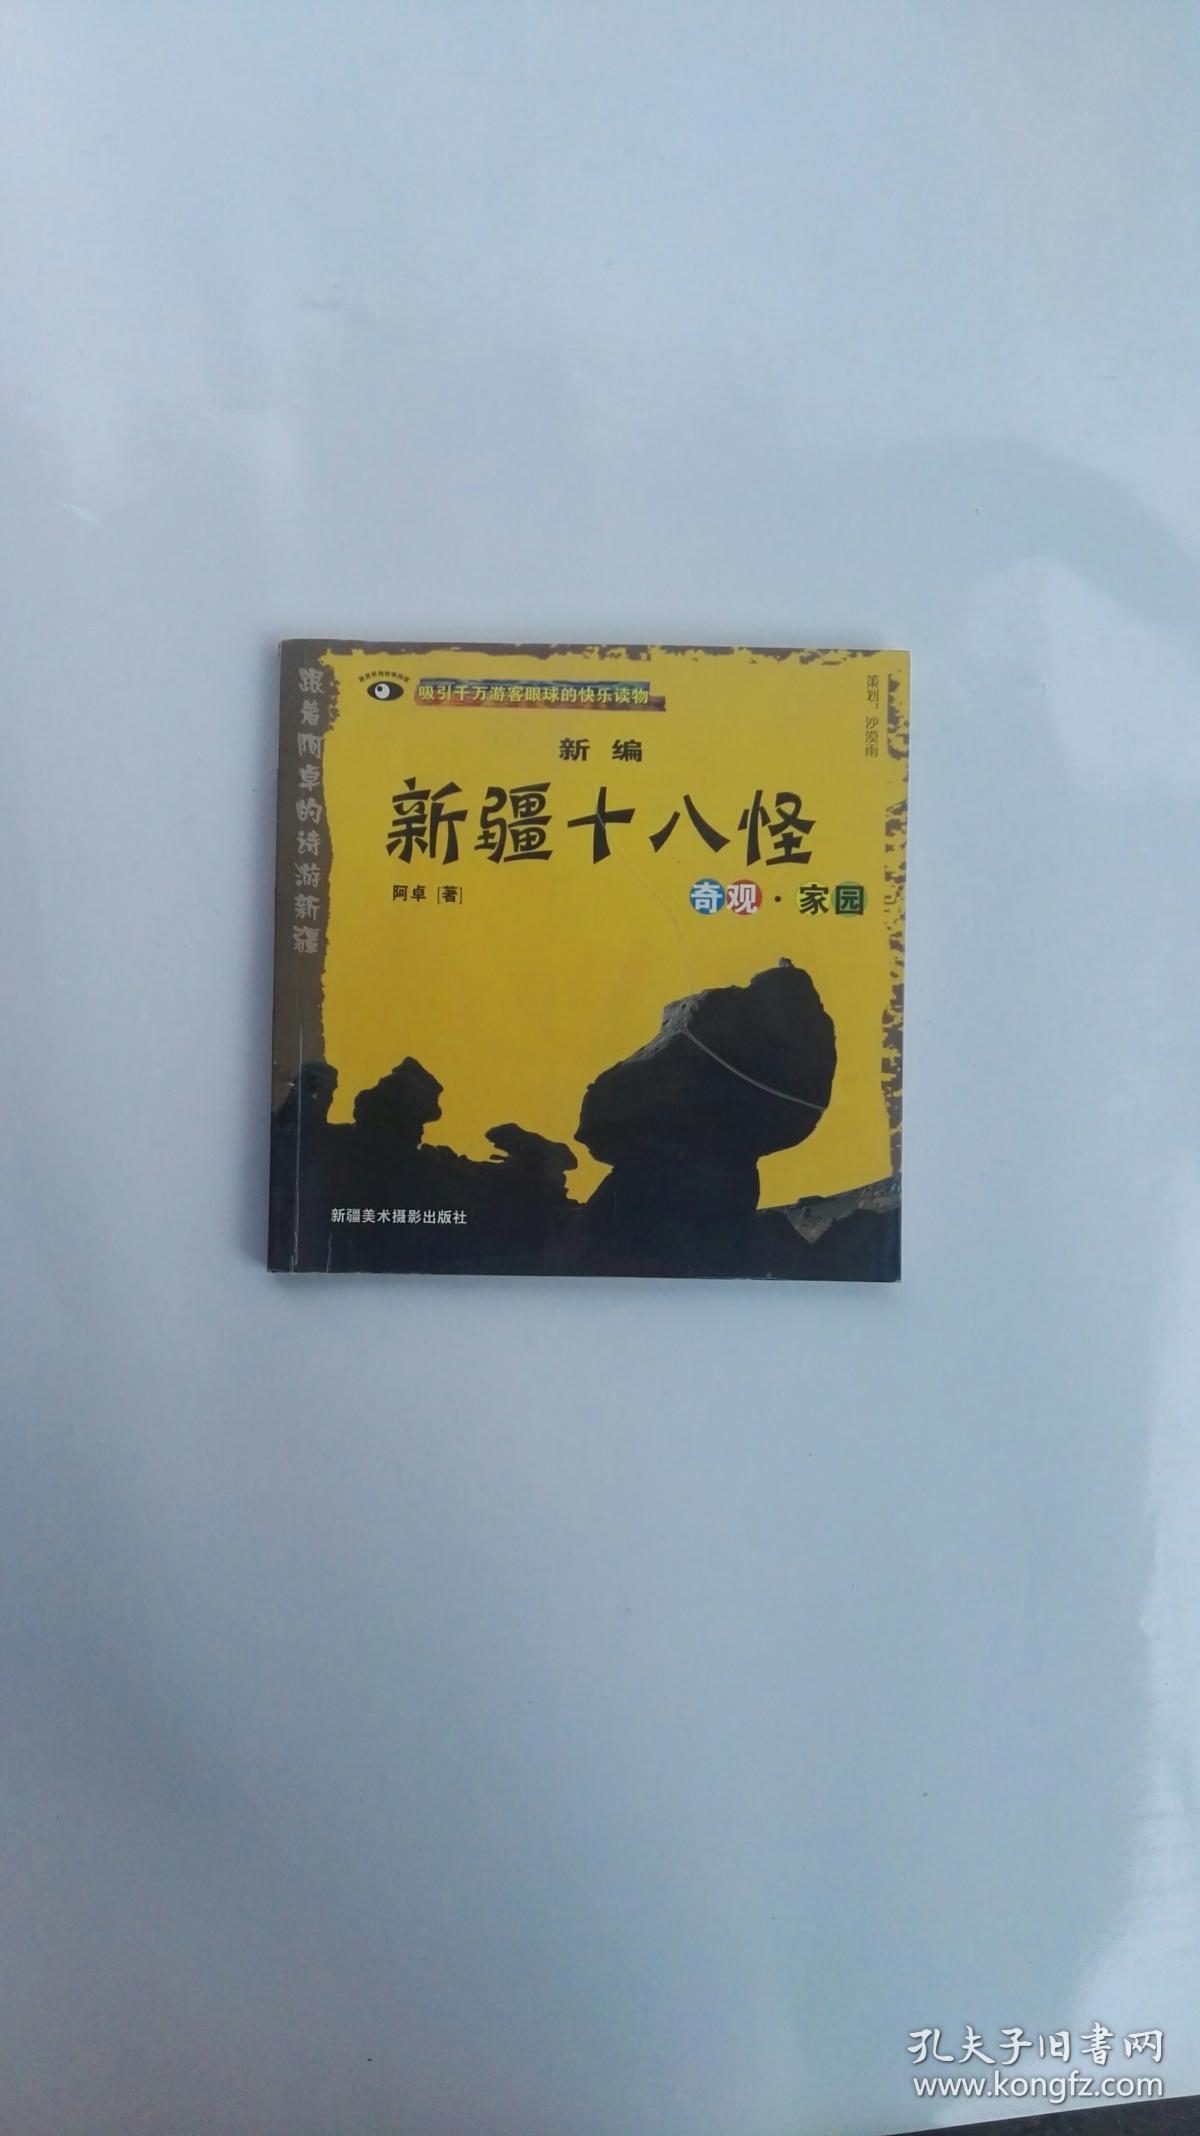 跟着阿卓的诗游新疆
吸引千万游客眼球的快乐读物
策划：沙漠雨
新编
新疆十八怪
阿卓 [著]
奇观·家园
新疆美术摄影出版社
孔夫子旧书网
www.kongfz.com